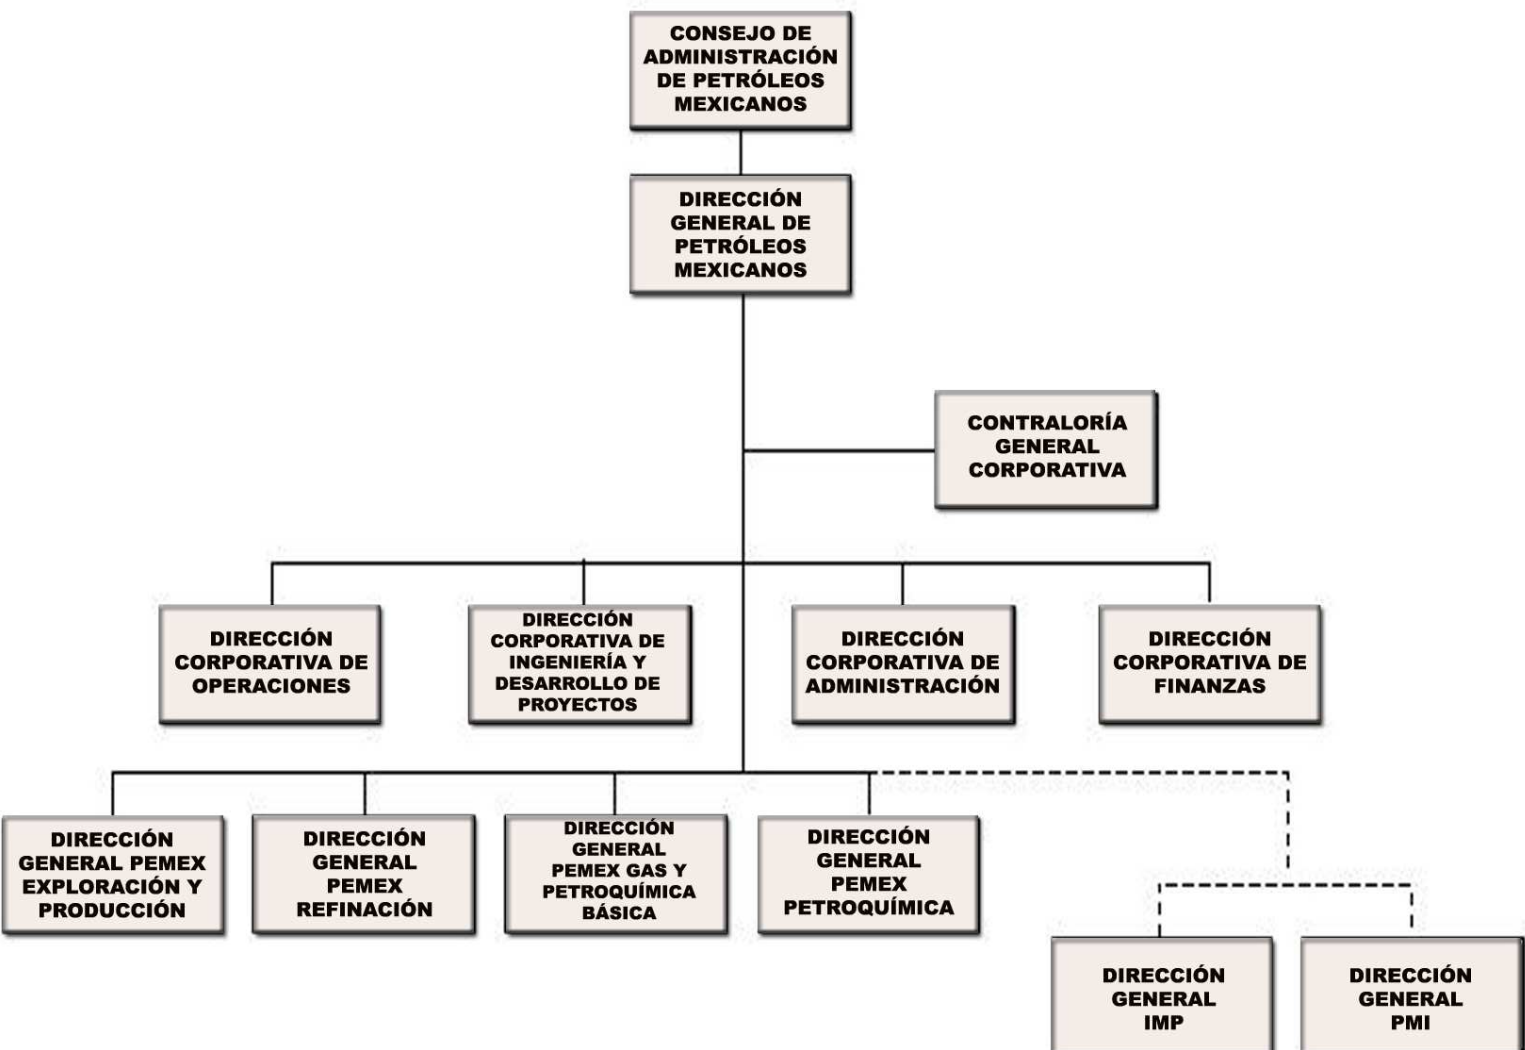 CONSEJO DE
ADMINISTRACIÓN
DE PETRÓLEOS
MEXICANOS
DIRECCIÓN
GENERAL DE
PETRÓLEOS
MEXICANOS
CONTRALORÍA
GENERAL
CORPORATIVA
DIRECCIÓN
CORPORATIVA DE
OPERACIONES
DIRECCIÓN
CORPORATIVA DE
INGENIERÍA Y
DESARROLLO DE
PROYECTOS
DIRECCIÓN
CORPORATIVA DE
ADMINISTRACIÓN
DIRECCIÓN
CORPORATIVA DE
FINANZAS
DIRECCIÓN
GENERAL PEMEX
EXPLORACIÓN Y
PRODUCCIÓN
DIRECCIÓN
GENERAL
PEMEX
REFINACIÓN
DIRECCIÓN
GENERAL
PEMEX GAS Y
PETROQUÍMICA
BÁSICA
DIRECCIÓN
GENERAL
PEMEX
PETROQUÍMICA
DIRECCIÓN
GENERAL
IMP
DIRECCIÓN
GENERAL
PMI